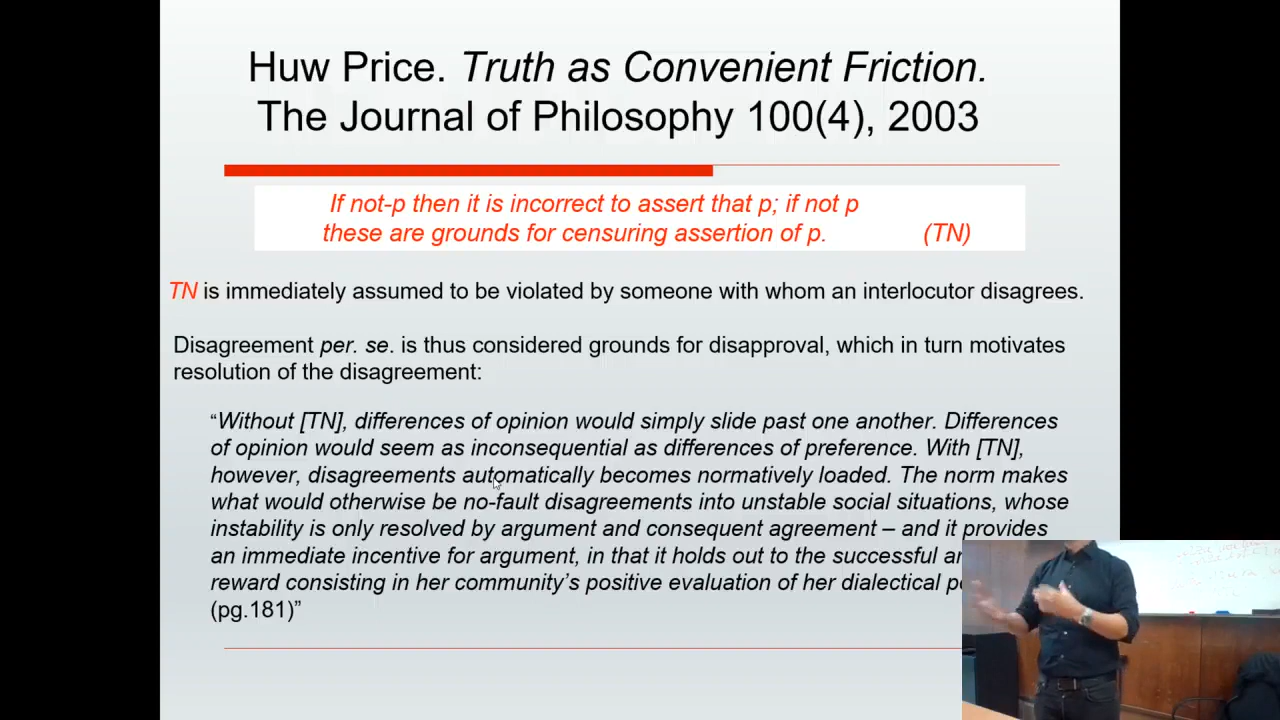 Huw Price. Truth as Convenient Friction.
The Journal of Philosophy 100(4), 2003
If not-p then it is incorrect to assert that p; if not p
these are grounds for censuring assertion of p. (TN)
TN is immediately assumed to be violated by someone with whom an interlocutor disagrees.
Disagreement per. se. is thus considered grounds for disapproval, which in turn motivates
resolution of the disagreement:
“Without [TN], differences of opinion would simply slide past one another. Differences
of opinion would seem as inconsequential as differences of preference. With [TN],
however, disagreements automatically becomes normatively loaded. The norm makes
what would otherwise be no-fault disagreements into unstable social situations, whose
instability is only resolved by argument and consequent agreement – and it provides
an immediate incentive for argument, in that it holds out to the successful
reward consisting in her community’s positive evaluation of her dialectical
(pg.181)”